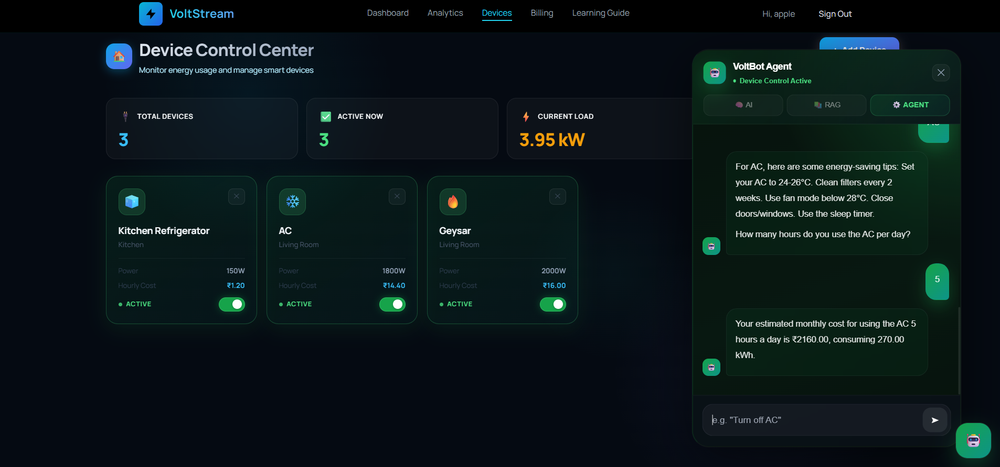 VoltStream
Dashboard
Analytics
Devices
Billing
Learning Guide
Hi, apple
Sign Out
Device Control Center
Monitor energy usage and manage smart devices
Add Device
TOTAL DEVICES
3
ACTIVE NOW
3
CURRENT LOAD
3.95 kW
Kitchen Refrigerator
Kitchen
Power 150W
Hourly Cost ₹1.20
ACTIVE
AC
Living Room
Power 1800W
Hourly Cost ₹14.40
ACTIVE
Geysar
Living Room
Power 2000W
Hourly Cost ₹16.00
ACTIVE
VoltBot Agent
Device Control Active
AI
RAG
AGENT
AC
For AC, here are some energy-saving tips: Set
your AC to 24-26°C. Clean filters every 2
weeks. Use fan mode below 28°C. Close
doors/windows. Use the sleep timer.
How many hours do you use the AC per day?
5
Your estimated monthly cost for using the AC 5
hours a day is ₹2160.00, consuming 270.00
kWh.
e.g. "Turn off AC"